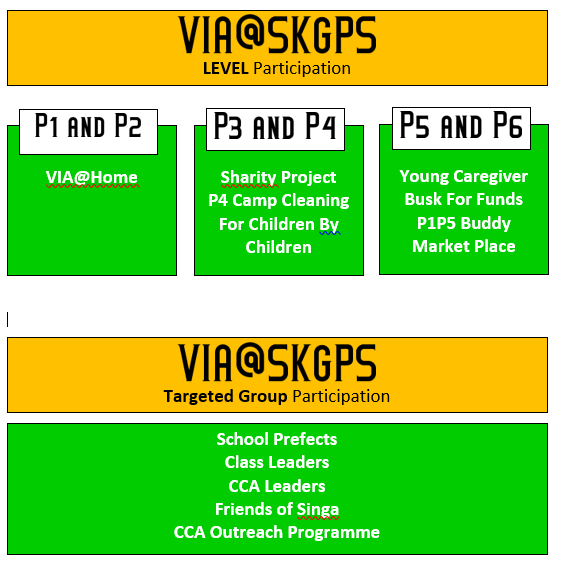 VIA@SKGPS
LEVEL Participation
P1 AND P2
VIA@Home
P3 AND P4
Sharity Project
P4 Camp Cleaning
For Children By
Children
P5 AND P6
Young Caregiver
Busk For Funds
P1P5 Buddy
Market Place
VIA@SKGPS
Targeted Group Participation
School Prefects
Class Leaders
CCA Leaders
Friends of Singa
CCA Outreach Programme